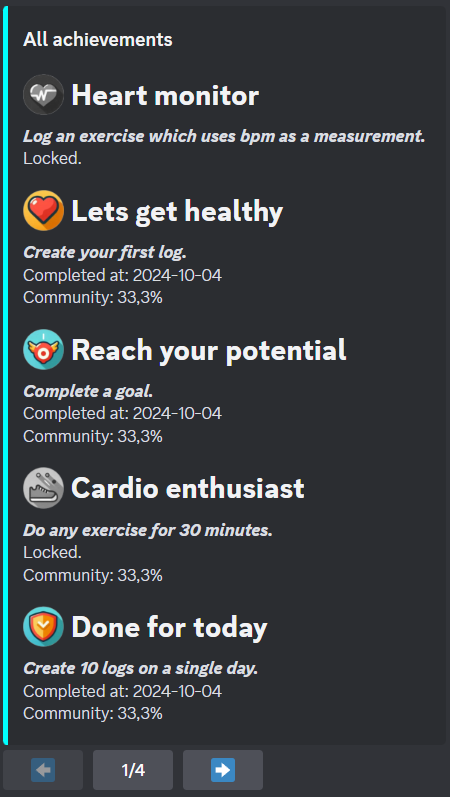 All achievements
Heart monitor
Log an exercise which uses bpm as a measurement.
Locked.
Lets get healthy
Create your first log.
Completed at: 2024-10-04
Community: 33,3%
Reach your potential
Complete a goal.
Completed at: 2024-10-04
Community: 33,3%
Cardio enthusiast
Do any exercise for 30 minutes.
Locked.
Community: 33,3%
Done for today
Create 10 logs on a single day.
Completed at: 2024-10-04
Community: 33,3%
1/4